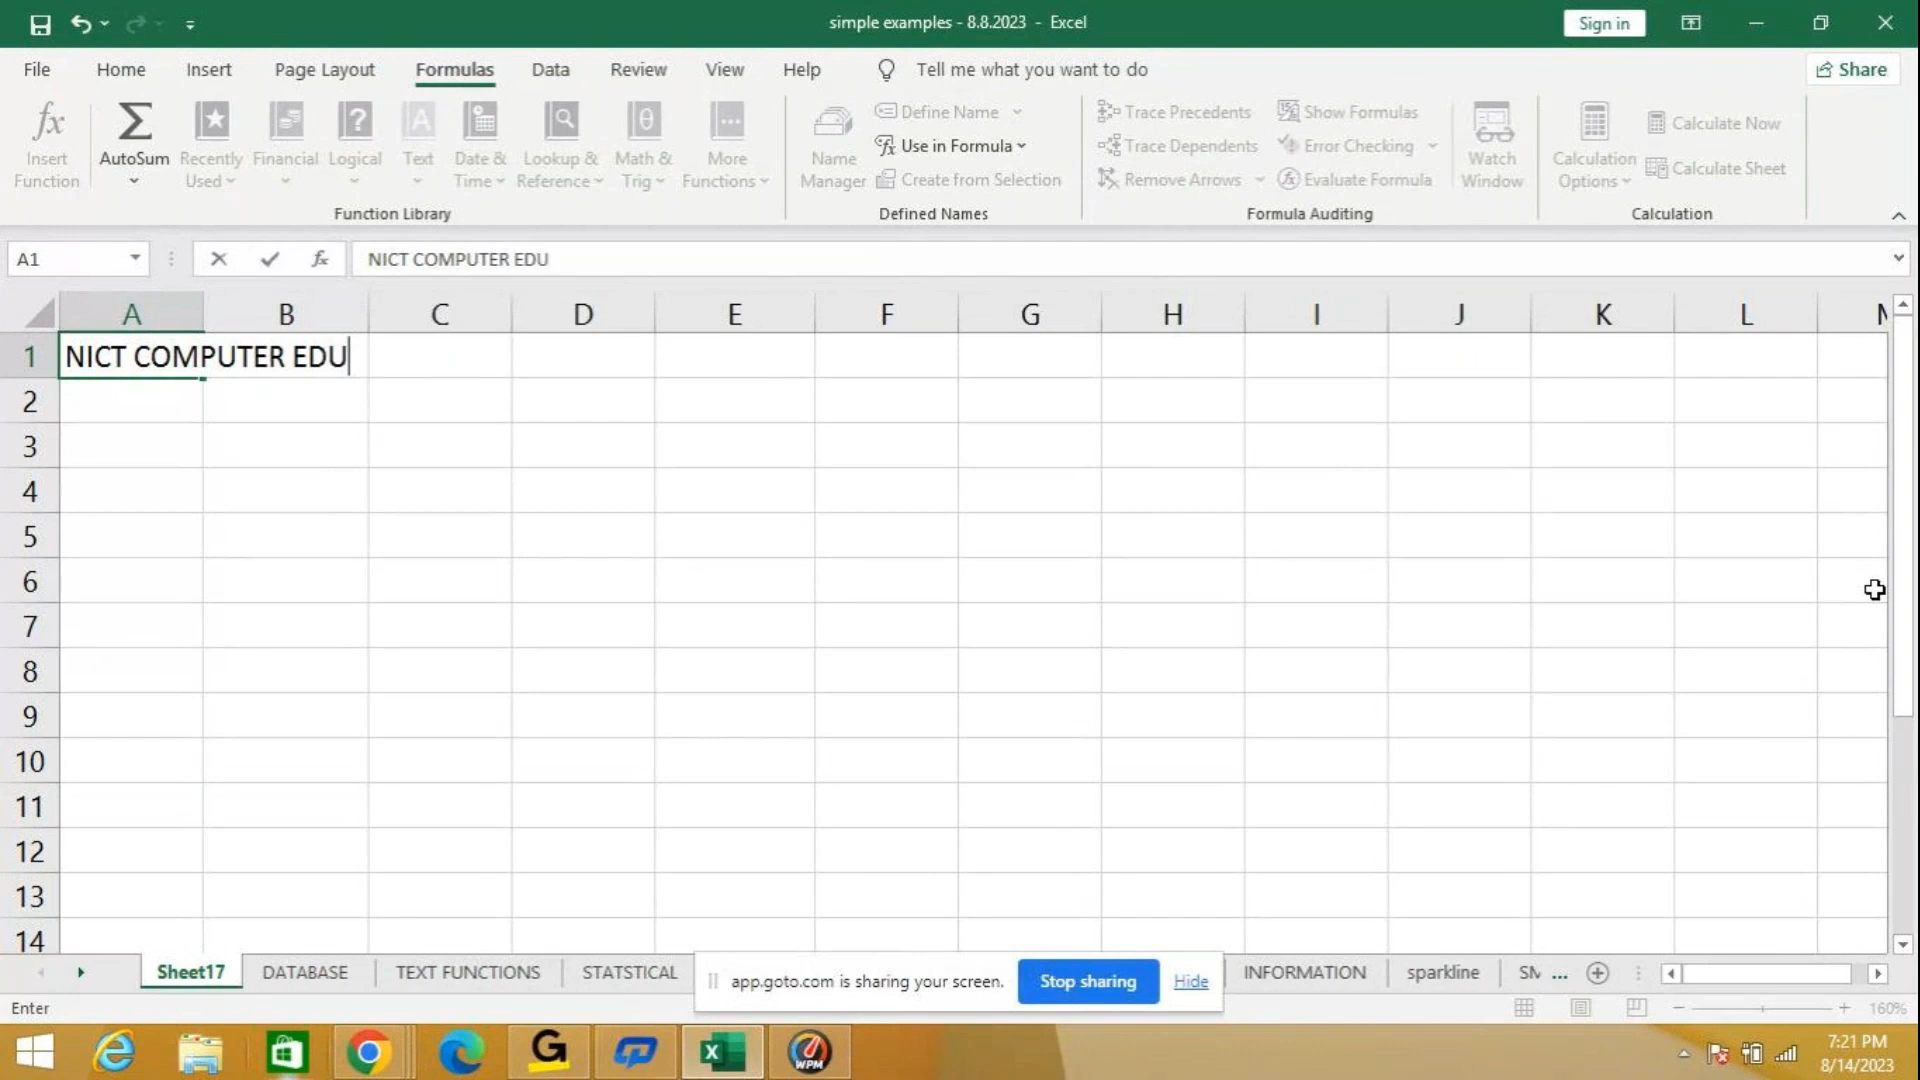 simple examples - 8.8.2023 - Excel
Sign in
File Home Insert Page Layout Formulas Data Review View Help Tell me what you want to do
Share
Insert Function
AutoSum
Recently Used
Financial
Logical
Text
Date & Time
Lookup & Reference
Math & Trig
More Functions
Function Library
Name Manager
Define Name
Use in Formula
Create from Selection
Defined Names
Trace Precedents
Trace Dependents
Remove Arrows
Show Formulas
Error Checking
Evaluate Formula
Watch Window
Formula Auditing
Calculation Options
Calculate Now
Calculate Sheet
Calculation
A1
fx
NICT COMPUTER EDU
A B C D E F G H I J K L
1 NICT COMPUTER EDU
2
3
4
5
6
7
8
9
10
11
12
13
14
Sheet17 DATABASE TEXT FUNCTIONS STATSTICAL INFORMATION sparkline ...
app.goto.com is sharing your screen. Stop sharing Hide
Enter
160%
WPM
7:21 PM
8/14/2023